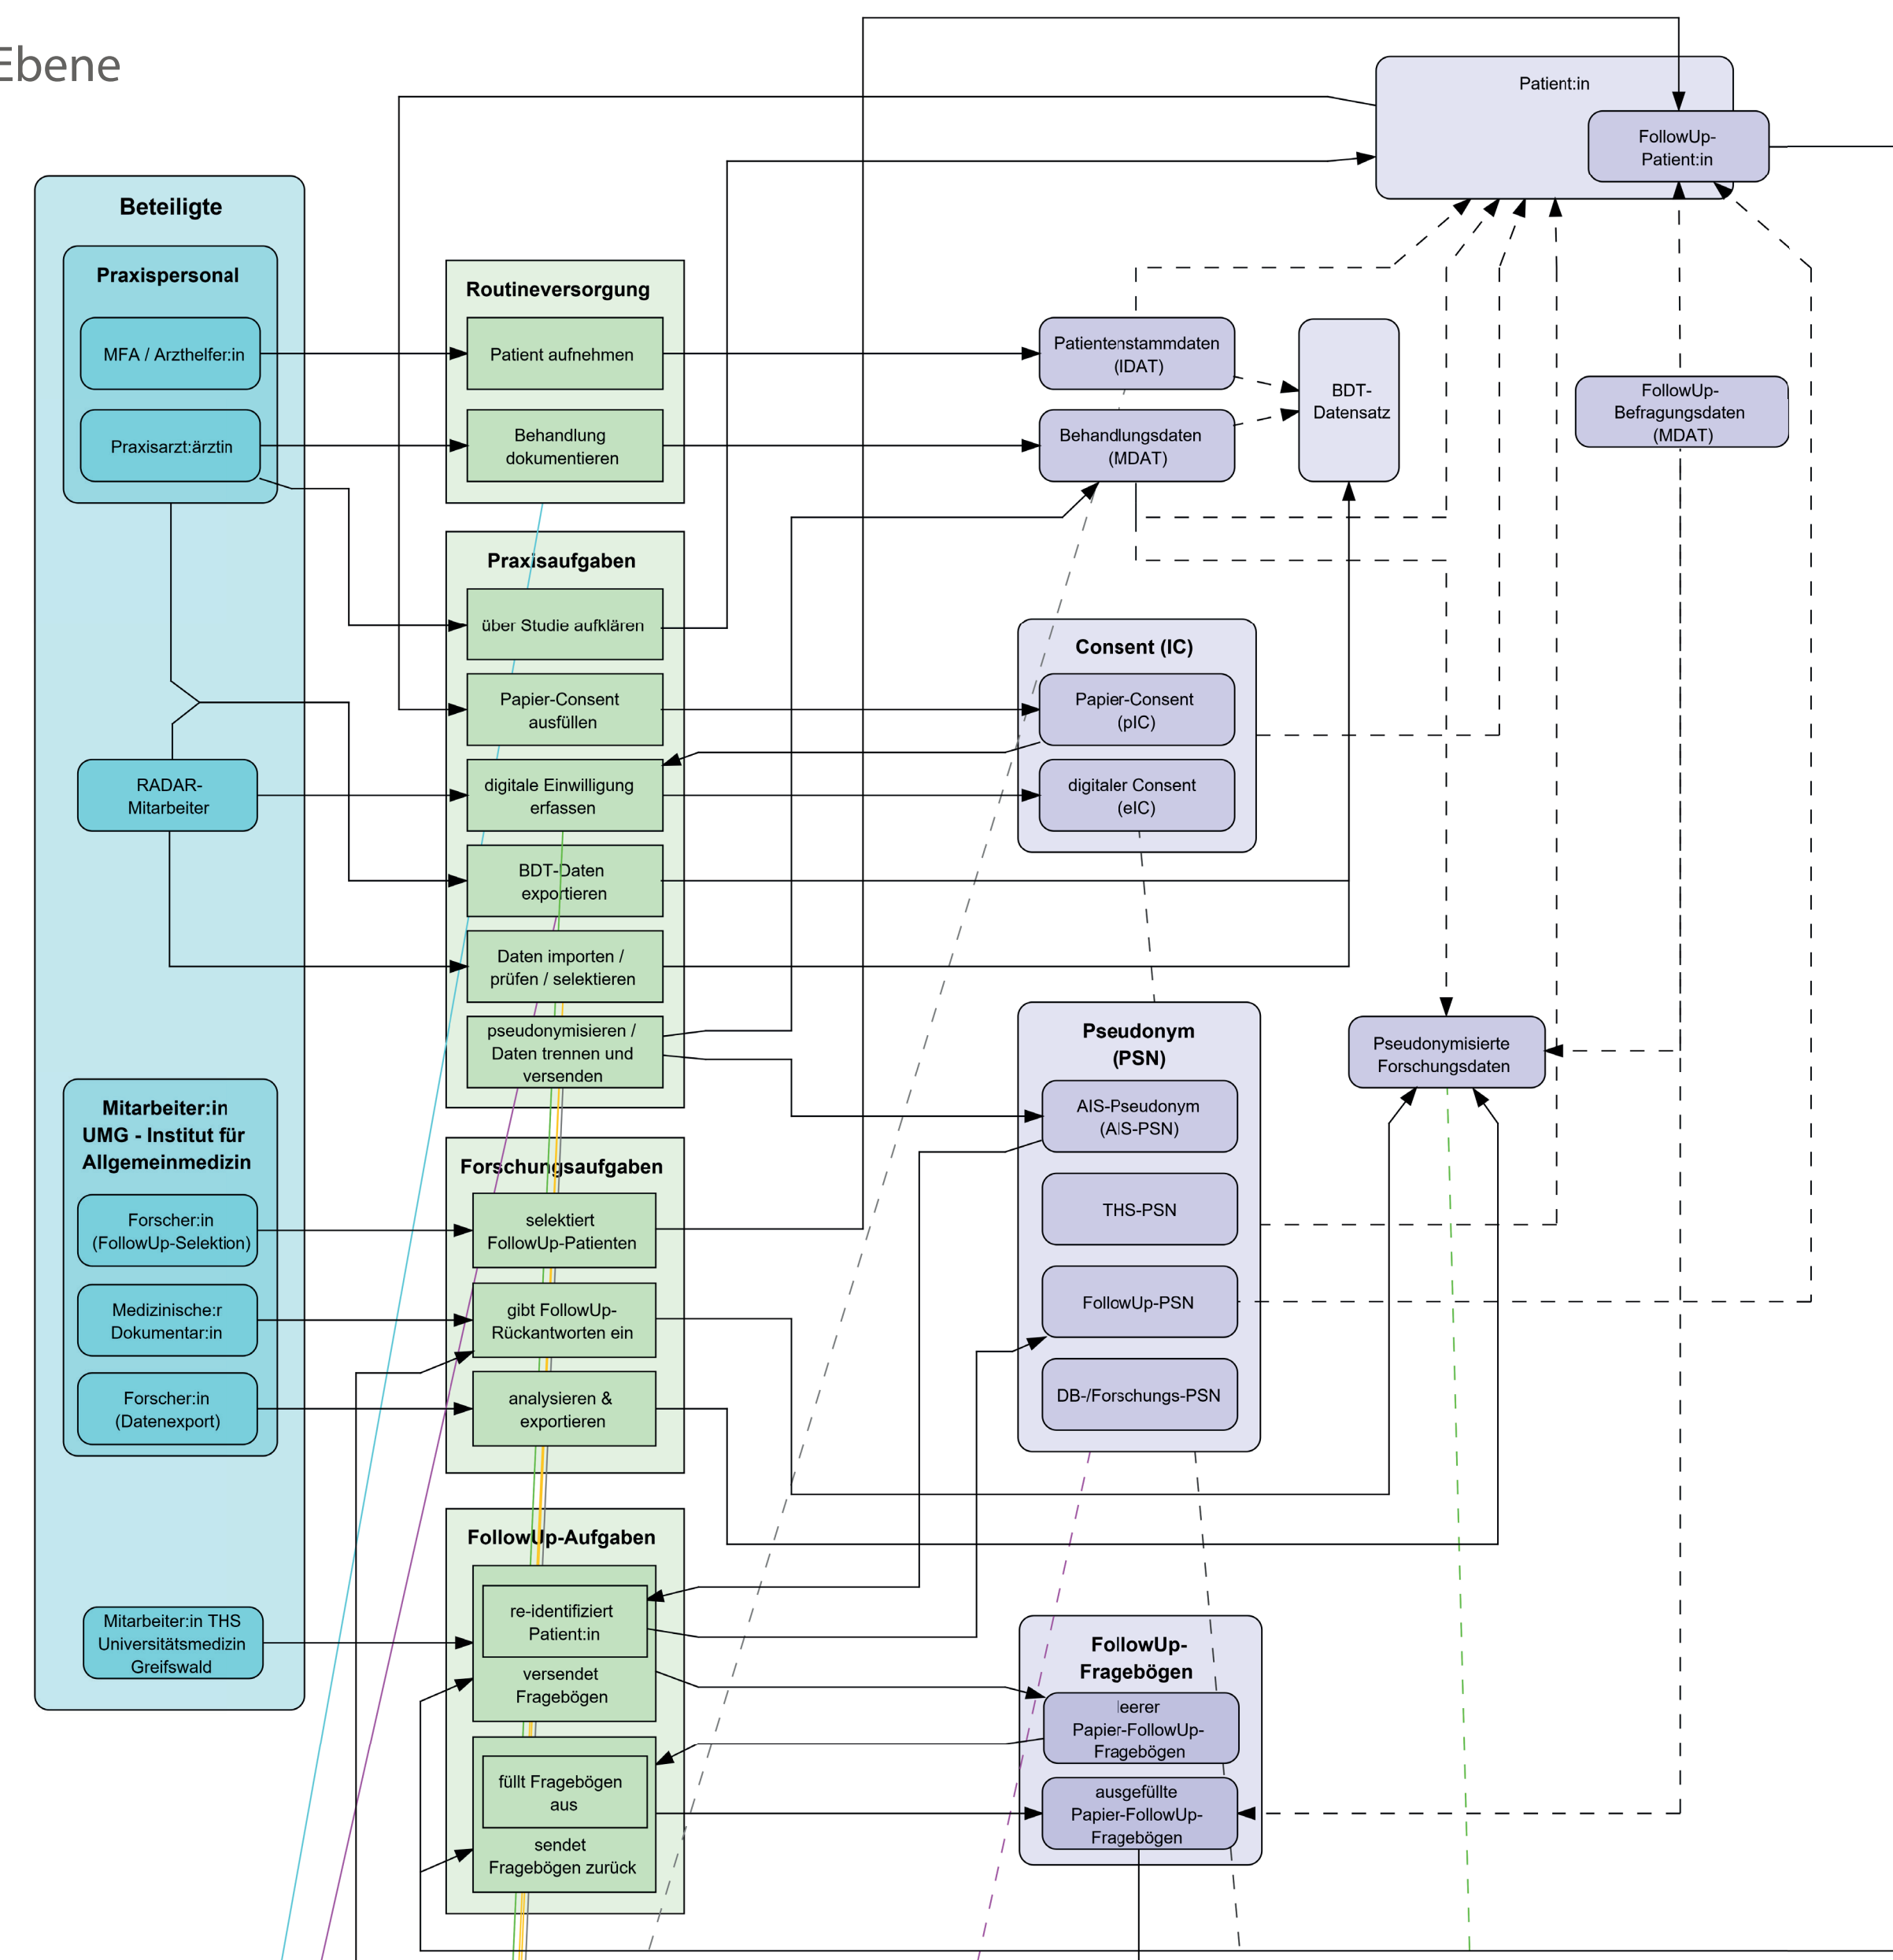 Ebene
Patient:in
FollowUp-
Patient:in
Beteiligte
Praxispersonal
MFA / Arzthelfer:in
Praxisarzt:ärztin
RADAR-
Mitarbeiter
Mitarbeiter:in
UMG - Institut für
Allgemeinmedizin
Forscher:in
(FollowUp-Selektion)
Medizinische:r
Dokumentar:in
Forscher:in
(Datenexport)
Mitarbeiter:in THS
Universitätsmedizin
Greifswald
Routineversorgung
Patient aufnehmen
Behandlung
dokumentieren
Praxisaufgaben
über Studie aufklären
Papier-Consent
ausfüllen
digitale Einwilligung
erfassen
BDT-Daten
exportieren
Daten importieren /
prüfen / selektieren
pseudonymisieren /
Daten trennen und
versenden
Forschungsaufgaben
selektiert
FollowUp-Patienten
gibt FollowUp-
Rückantworten ein
analysieren &
exportieren
FollowUp-Aufgaben
re-identifiziert
Patient:in
versendet
Fragebögen
füllt Fragebögen
aus
sendet
Fragebögen zurück
Patientenstammdaten
(IDAT)
Behandlungsdaten
(MDAT)
BDT-
Datensatz
FollowUp-
Befragungsdaten
(MDAT)
Consent (IC)
Papier-Consent
(pIC)
digitaler Consent
(eIC)
Pseudonym
(PSN)
AIS-Pseudonym
(AIS-PSN)
THS-PSN
FollowUp-PSN
DB-/Forschungs-PSN
Pseudonymisierte
Forschungsdaten
FollowUp-
Fragebögen
leerer
Papier-FollowUp-
Fragebögen
ausgefüllte
Papier-FollowUp-
Fragebögen